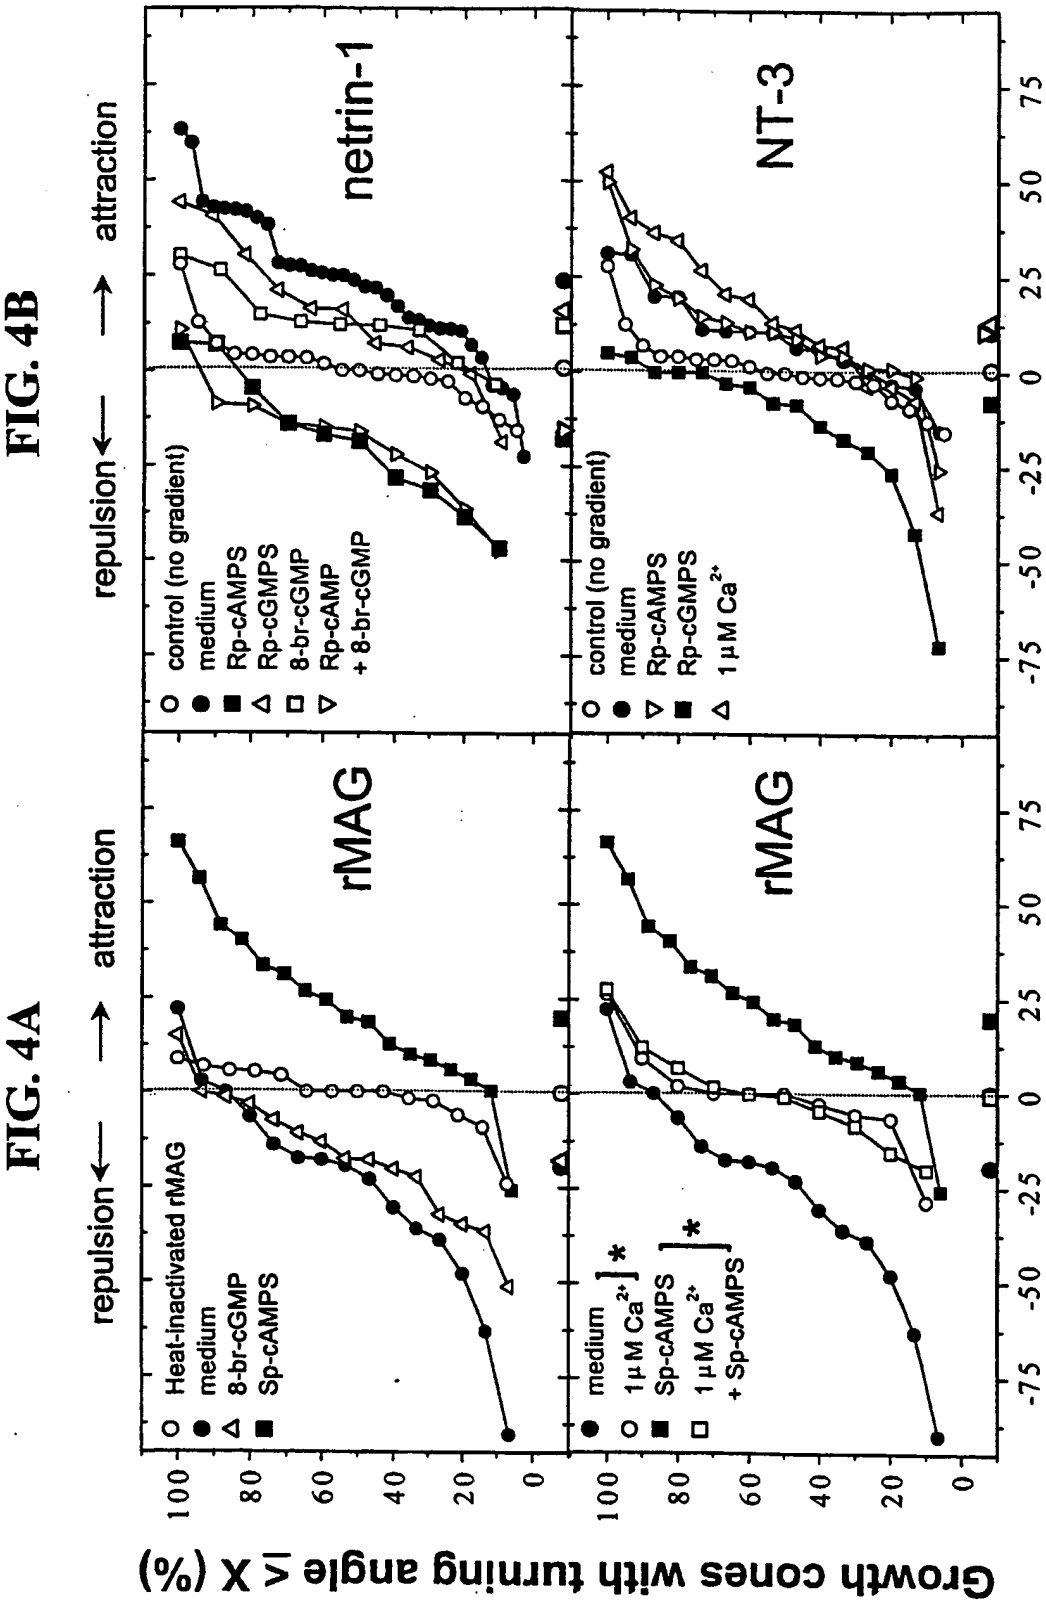 FIG. 4A
FIG. 4B
repulsion
attraction
repulsion
attraction
Heat-inactivated rMAG
medium
8-br-cGMP
Sp-cAMPS
rMAG
control (no gradient)
medium
Rp-cAMPS
Rp-cGMPS
8-br-cGMP
Rp-cAMP
+ 8-br-cGMP
netrin-1
100
80
60
40
20
0
medium
1 µM Ca²⁺ ] *
Sp-cAMPS
1 µM Ca²⁺ ] *
+ Sp-cAMPS
rMAG
control (no gradient)
medium
Rp-cAMPS
Rp-cGMPS
1 µM Ca²⁺
NT-3
100
80
60
40
20
0
-75 -50 -25 0 25 50 75
-75 -50 -25 0 25 50 75
Growth cones with turning angle ≤ X (%)